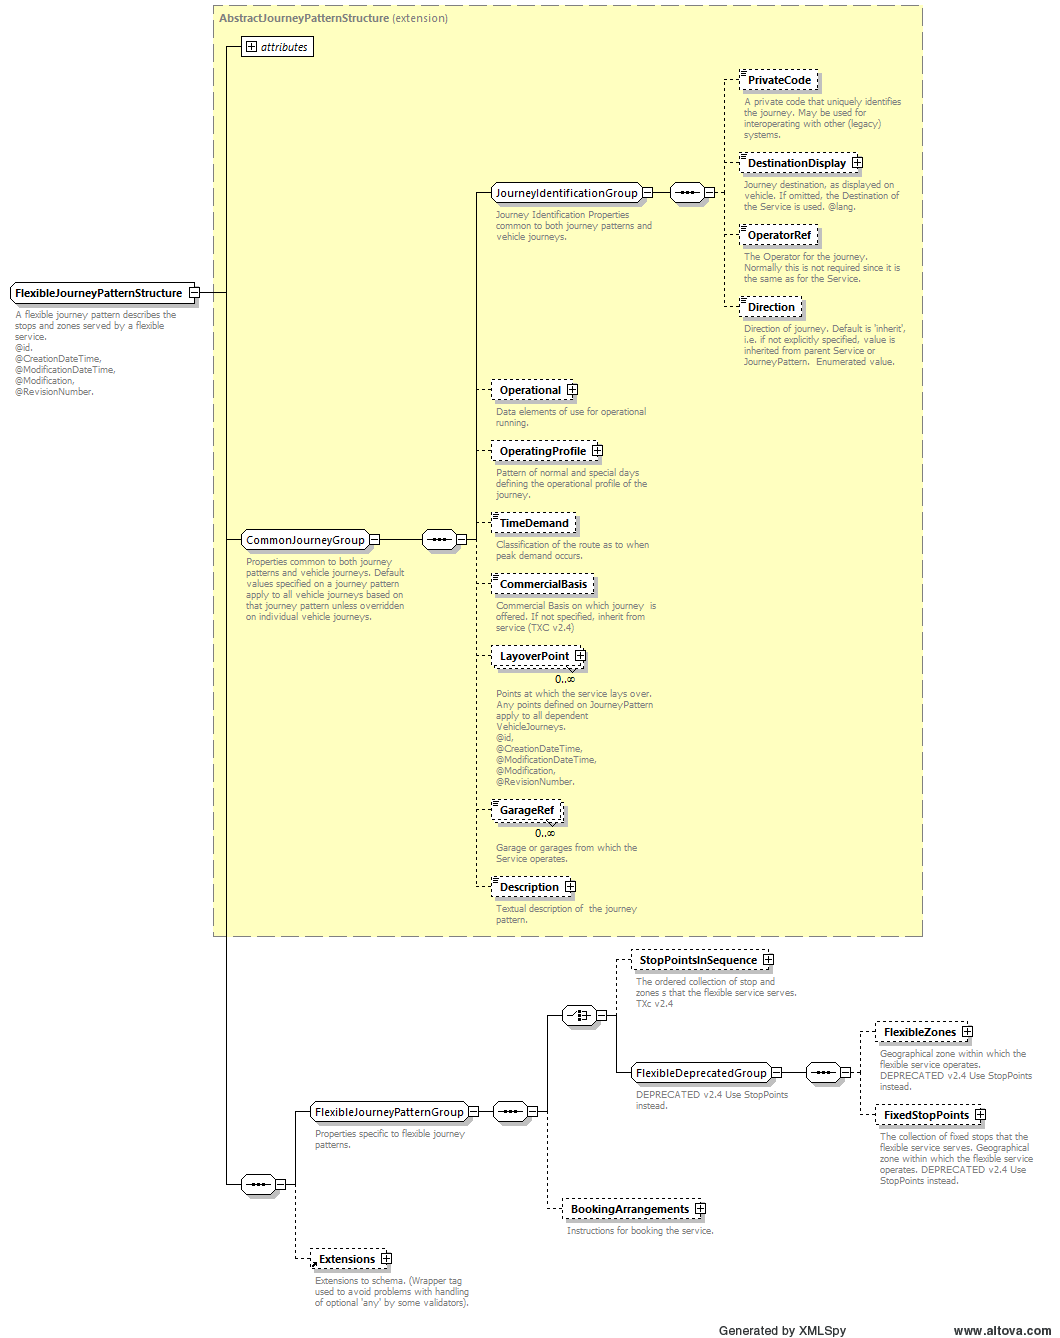 AbstractJourneyPatternStructure (extension)
attributes
PrivateCode
A private code that uniquely identifies
the journey. May be used for
interoperating with other (legacy)
systems.
DestinationDisplay
Journey destination, as displayed on
vehicle. If omitted, the Destination of
the Service is used. @lang.
JourneyIdentificationGroup
Journey Identification Properties
common to both journey patterns and
vehicle journeys.
OperatorRef
The Operator for the journey.
Normally this is not required since it is
the same as for the Service.
Direction
Direction of journey. Default is 'inherit',
i.e. if not explicitly specified, value is
inherited from parent Service or
JourneyPattern. Enumerated value.
FlexibleJourneyPatternStructure
A flexible journey pattern describes the
stops and zones served by a flexible
service.
@id.
@CreationDateTime,
@ModificationDateTime,
@Modification,
@RevisionNumber.
Operational
Data elements of use for operational
running.
OperatingProfile
Pattern of normal and special days
defining the operational profile of the
journey.
TimeDemand
Classification of the route as to when
peak demand occurs.
CommonJourneyGroup
Properties common to both journey
patterns and vehicle journeys. Default
values specified on a journey pattern
apply to all vehicle journeys based on
that journey pattern unless overridden
on individual vehicle journeys.
CommercialBasis
Commercial Basis on which journey is
offered. If not specified, inherit from
service (TXC v2.4)
LayoverPoint
0..∞
Points at which the service lays over.
Any points defined on JourneyPattern
apply to all dependent
VehicleJourneys.
@id,
@CreationDateTime,
@ModificationDateTime,
@Modification,
@RevisionNumber.
GarageRef
0..∞
Garage or garages from which the
Service operates.
Description
Textual description of the journey
pattern.
StopPointsInSequence
The ordered collection of stop and
zones s that the flexible service serves.
TXc v2.4
FlexibleDeprecatedGroup
DEPRECATED v2.4 Use StopPoints
instead.
FlexibleZones
Geographical zone within which the
flexible service operates.
DEPRECATED v2.4 Use StopPoints
instead.
FixedStopPoints
The collection of fixed stops that the
flexible service serves. Geographical
zone within which the flexible service
operates. DEPRECATED v2.4 Use
StopPoints instead.
FlexibleJourneyPatternGroup
Properties specific to flexible journey
patterns.
BookingArrangements
Instructions for booking the service.
Extensions
Extensions to schema. (Wrapper tag
used to avoid problems with handling
of optional 'any' by some validators).
Generated by XMLSpy
www.altova.com